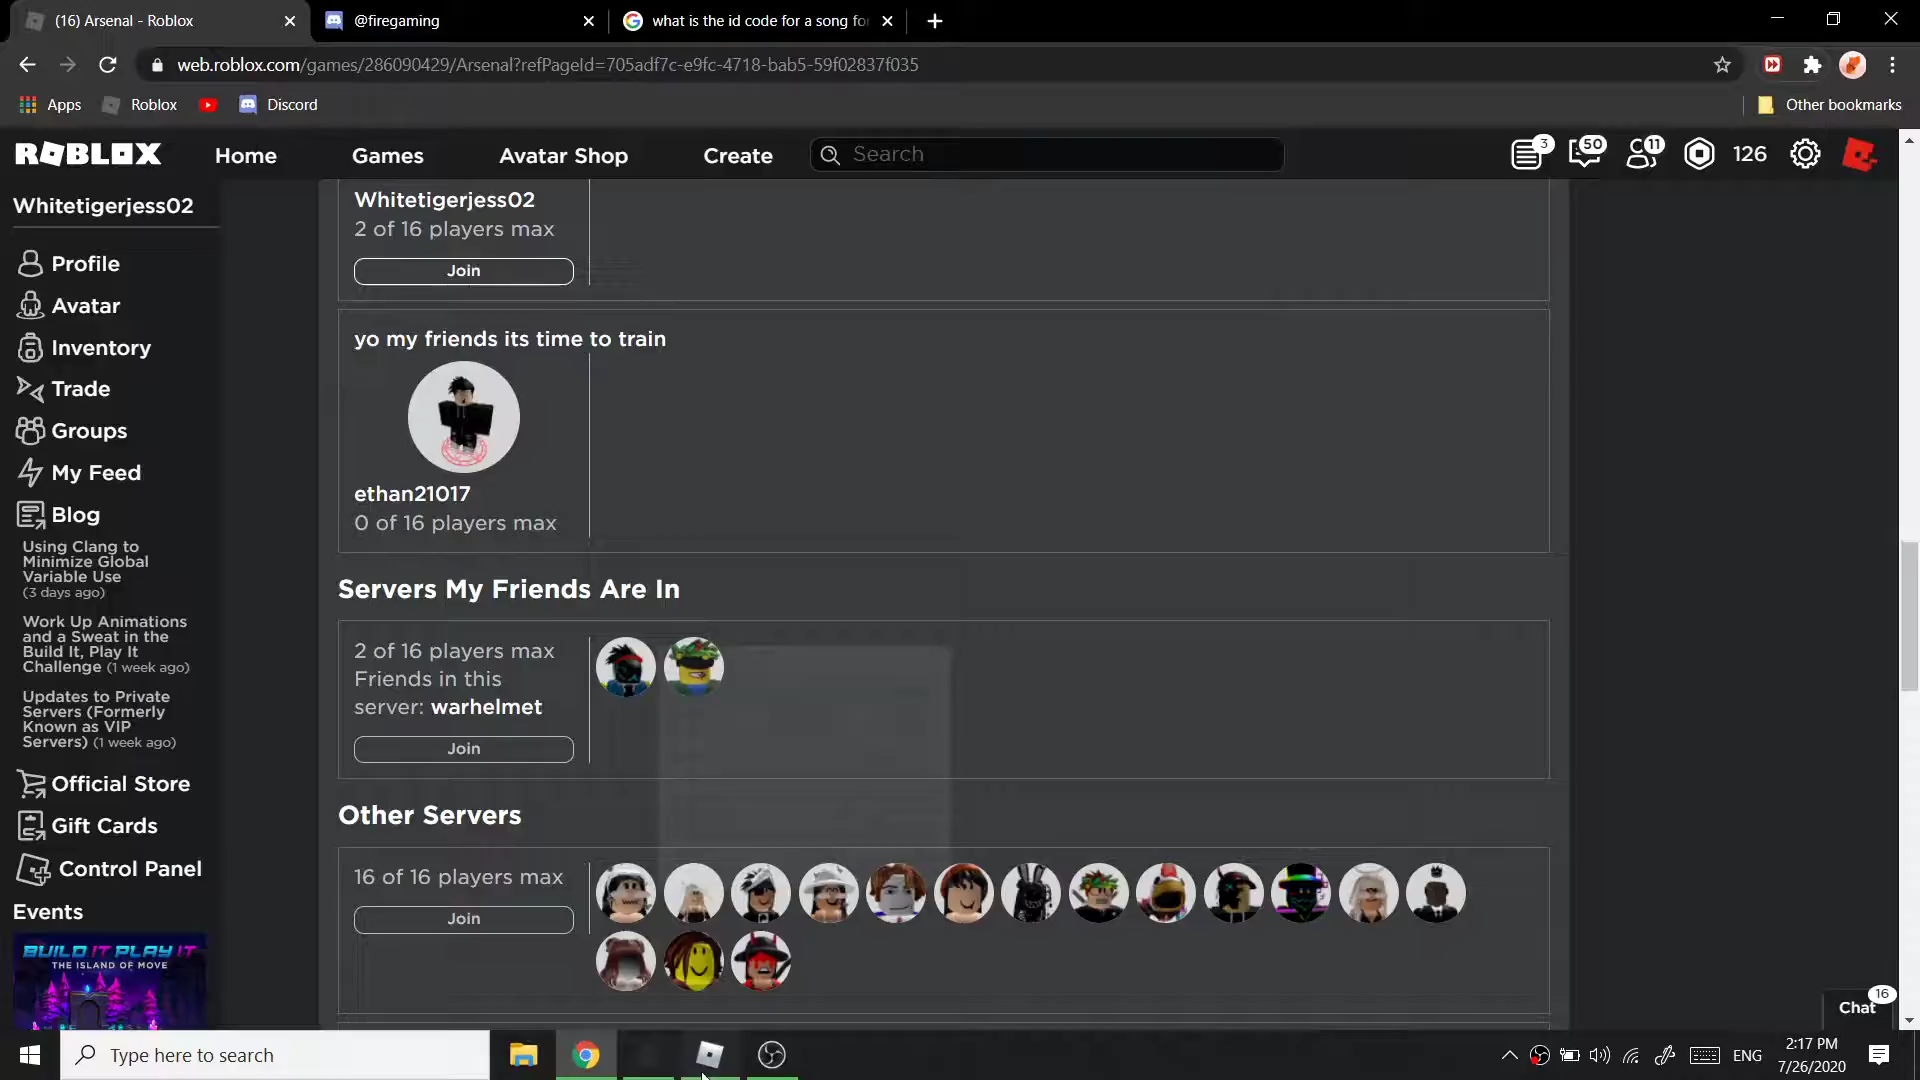 (16) Arsenal - Roblox
@firegaming
what is the id code for a song fo
web.roblox.com/games/286090429/Arsenal?refPageId=705adf7c-e9fc-4718-bab5-59f02837f035
Apps
Roblox
Discord
Other bookmarks
ROBLOX
Home
Games
Avatar Shop
Create
Search
3
50
11
126
Whitetigerjess02
Profile
Avatar
Inventory
Trade
Groups
My Feed
Blog
Using Clang to
Minimize Global
Variable Use
(3 days ago)
Work Up Animations
and a Sweat in the
Build It, Play It
Challenge (1 week ago)
Updates to Private
Servers (Formerly
Known as VIP
Servers) (1 week ago)
Official Store
Gift Cards
Control Panel
Events
BUILD IT PLAY IT
THE ISLAND OF MOVE
Whitetigerjess02
2 of 16 players max
Join
yo my friends its time to train
ethan21017
0 of 16 players max
Servers My Friends Are In
2 of 16 players max
Friends in this
server: warhelmet
Join
Other Servers
16 of 16 players max
Join
Chat
16
Type here to search
ENG
2:17 PM
7/26/2020